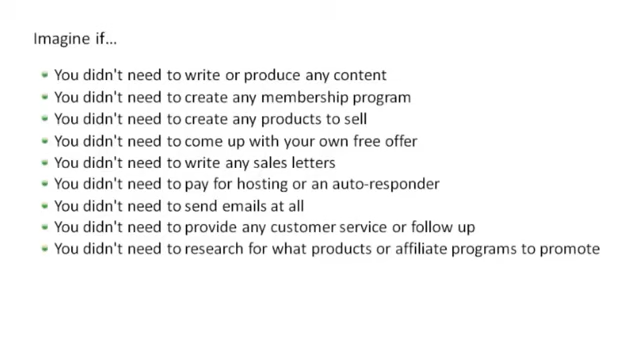 Imagine if...
You didn't need to write or produce any content
You didn't need to create any membership program
You didn't need to create any products to sell
You didn't need to come up with your own free offer
You didn't need to write any sales letters
You didn't need to pay for hosting or an auto-responder
You didn't need to send emails at all
You didn't need to provide any customer service or follow up
You didn't need to research for what products or affiliate programs to promote